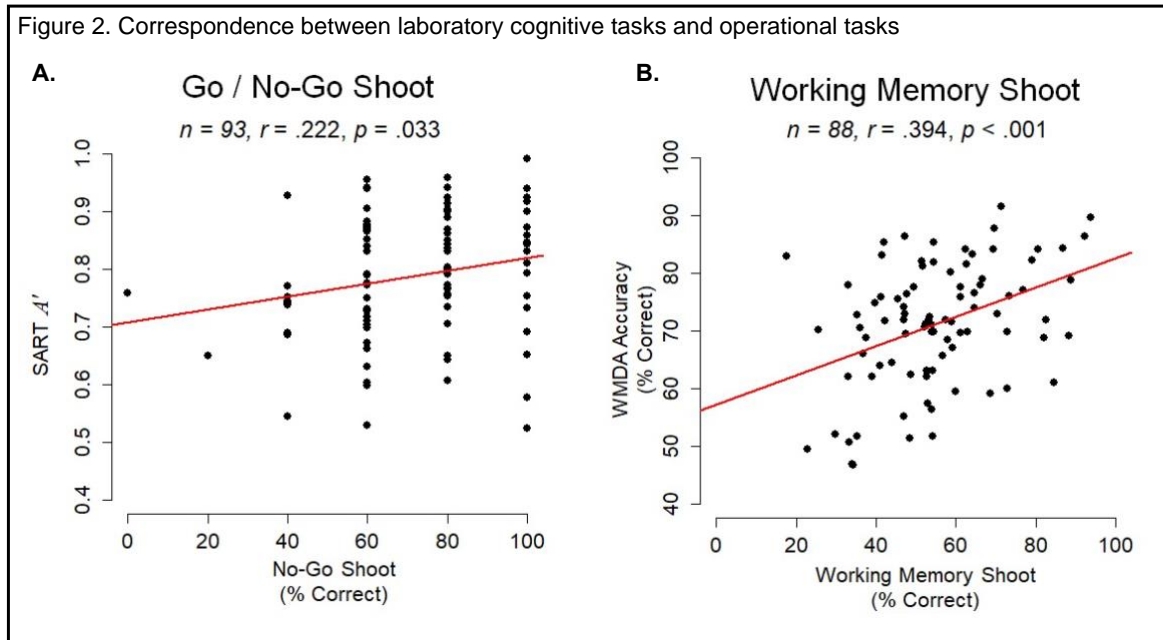 Figure 2. Correspondence between laboratory cognitive tasks and operational tasks
A.
Go / No-Go Shoot
n = 93, r = .222, p = .033
1.0
0.9
0.8
0.7
0.6
0.5
0.4
SART A′
0
20
40
60
80
100
No-Go Shoot
(% Correct)
B.
Working Memory Shoot
n = 88, r = .394, p < .001
100
90
80
70
60
50
40
WMDA Accuracy
(% Correct)
0
20
40
60
80
100
Working Memory Shoot
(% Correct)